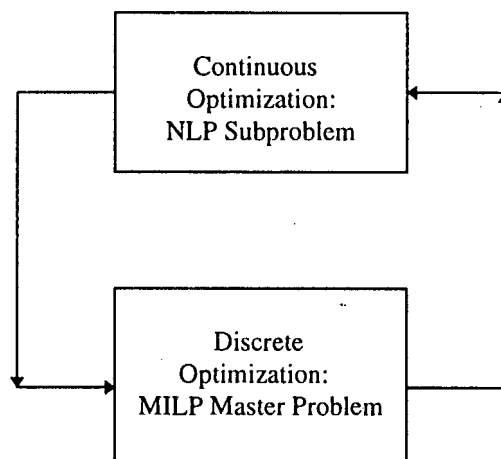 Continuous
Optimization:
NLP Subproblem
Discrete
Optimization:
MILP Master Problem